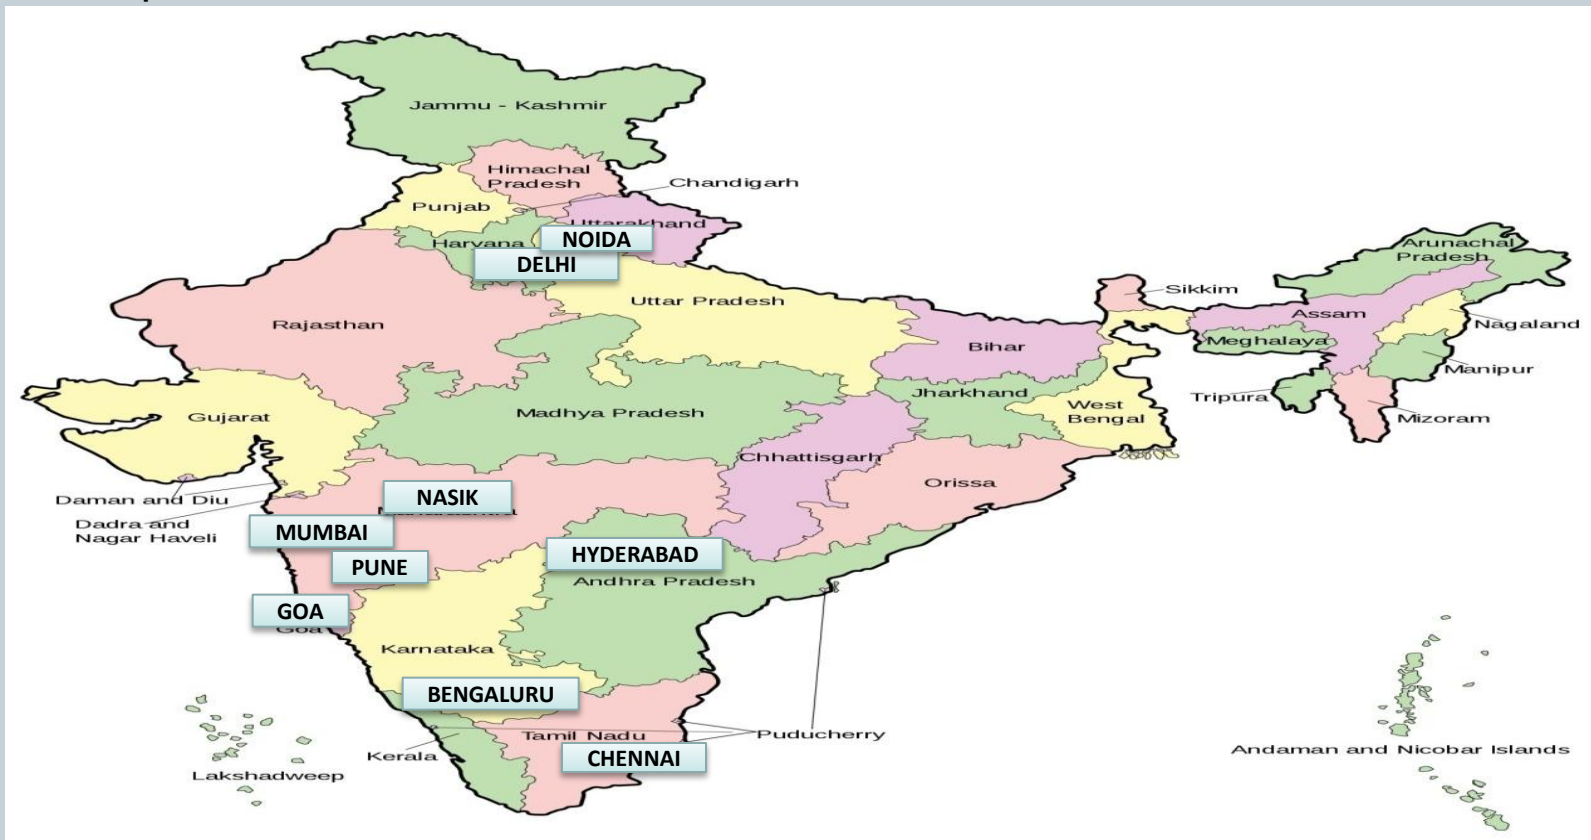 Jammu - Kashmir
Himachal
Pradesh
Chandigarh
Punjab
Uttarakhand
Haryana
NOIDA
DELHI
Arunachal
Pradesh
Uttar Pradesh
Sikkim
Rajasthan
Assam
Nagaland
Bihar
Meghalaya
Manipur
Jharkhand
Tripura
West
Bengal
Mizoram
Gujarat
Madhya Pradesh
Chhattisgarh
Orissa
Daman and Diu
NASIK
Dadra and
Nagar Haveli
MUMBAI
HYDERABAD
PUNE
Andhra Pradesh
GOA
Goa
Karnataka
BENGALURU
Tamil Nadu
Puducherry
Kerala
CHENNAI
Lakshadweep
Andaman and Nicobar Islands